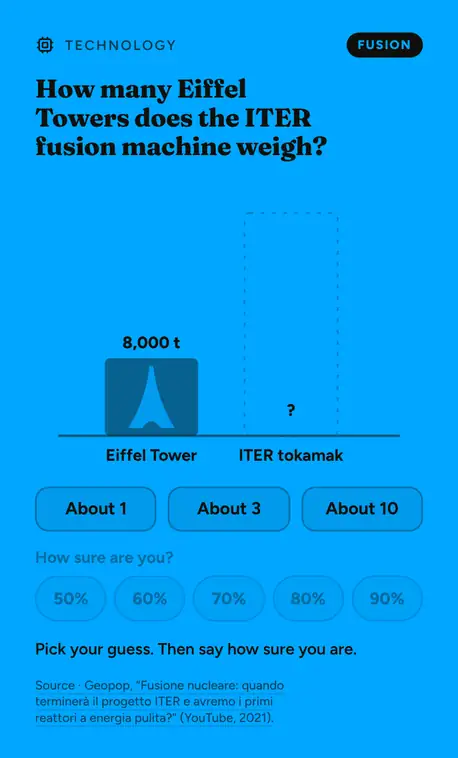 TECHNOLOGY
FUSION
How many Eiffel
Towers does the ITER
fusion machine weigh?
8,000 t
?
Eiffel Tower
ITER tokamak
About 1
About 3
About 10
How sure are you?
50%
60%
70%
80%
90%
Pick your guess. Then say how sure you are.
Source · Geopop, "Fusione nucleare: quando
terminerà il progetto ITER e avremo i primi
reattori a energia pulita?" (YouTube, 2021).